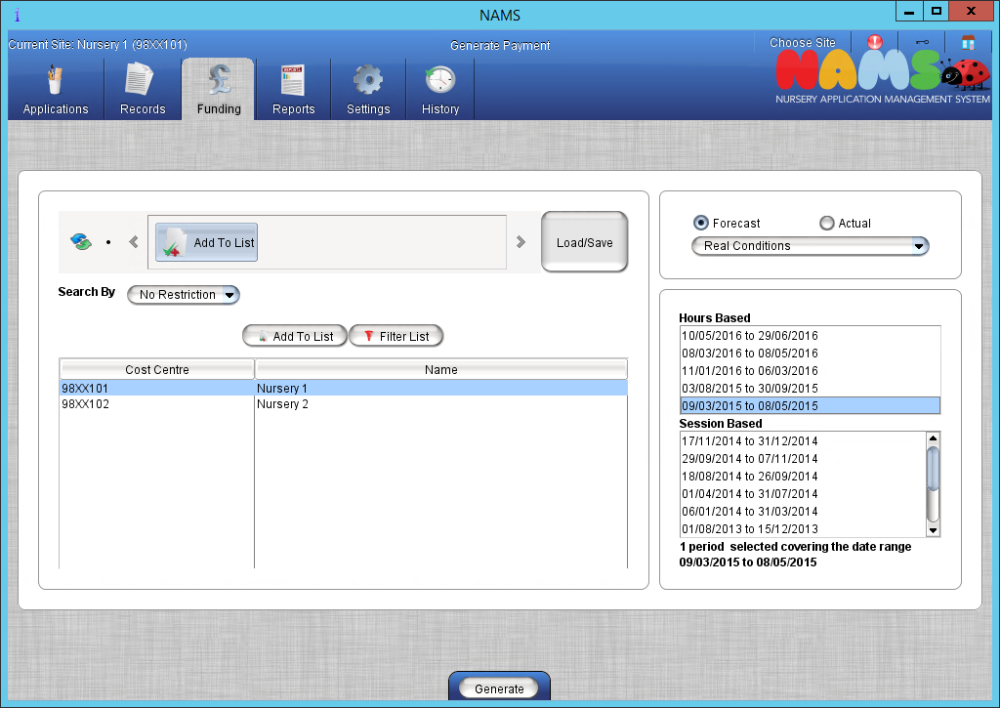 NAMS
Current Site: Nursery 1 (98XX101)
Generate Payment
Choose Site
Applications
Records
Funding
Reports
Settings
History
NAMS
NURSERY APPLICATION MANAGEMENT SYSTEM
Add To List
Load/Save
Search By
No Restriction
Add To List
Filter List
Cost Centre Name
98XX101 Nursery 1
98XX102 Nursery 2
Forecast
Actual
Real Conditions
Hours Based
10/05/2016 to 29/06/2016
08/03/2016 to 08/05/2016
11/01/2016 to 06/03/2016
03/08/2015 to 30/09/2015
09/03/2015 to 08/05/2015
Session Based
17/11/2014 to 31/12/2014
29/09/2014 to 07/11/2014
18/08/2014 to 26/09/2014
01/04/2014 to 31/07/2014
06/01/2014 to 31/03/2014
01/08/2013 to 15/12/2013
1 period  selected covering the date range
09/03/2015 to 08/05/2015
Generate